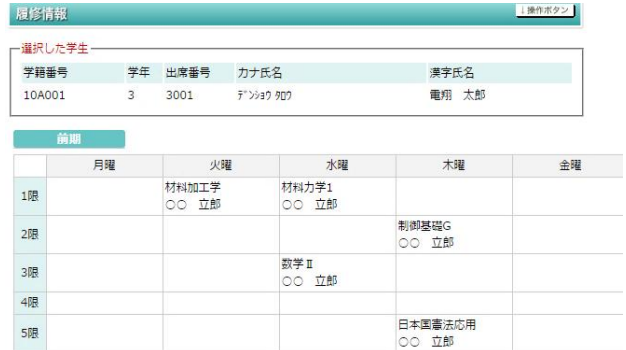 履修情報
↓操作ボタン
選択した学生
学籍番号 学年 出席番号 カナ氏名 漢字氏名
10A001 3 3001 ﾃﾞﾝｼｮｳ ﾀﾛｳ 電翔 太郎
前期
月曜 火曜 水曜 木曜 金曜
1限 材料加工学 材料力学1
○○ 立郎 ○○ 立郎
2限 制御基礎G
○○ 立郎
3限 数学Ⅱ
○○ 立郎
4限
5限 日本国憲法応用
○○ 立郎